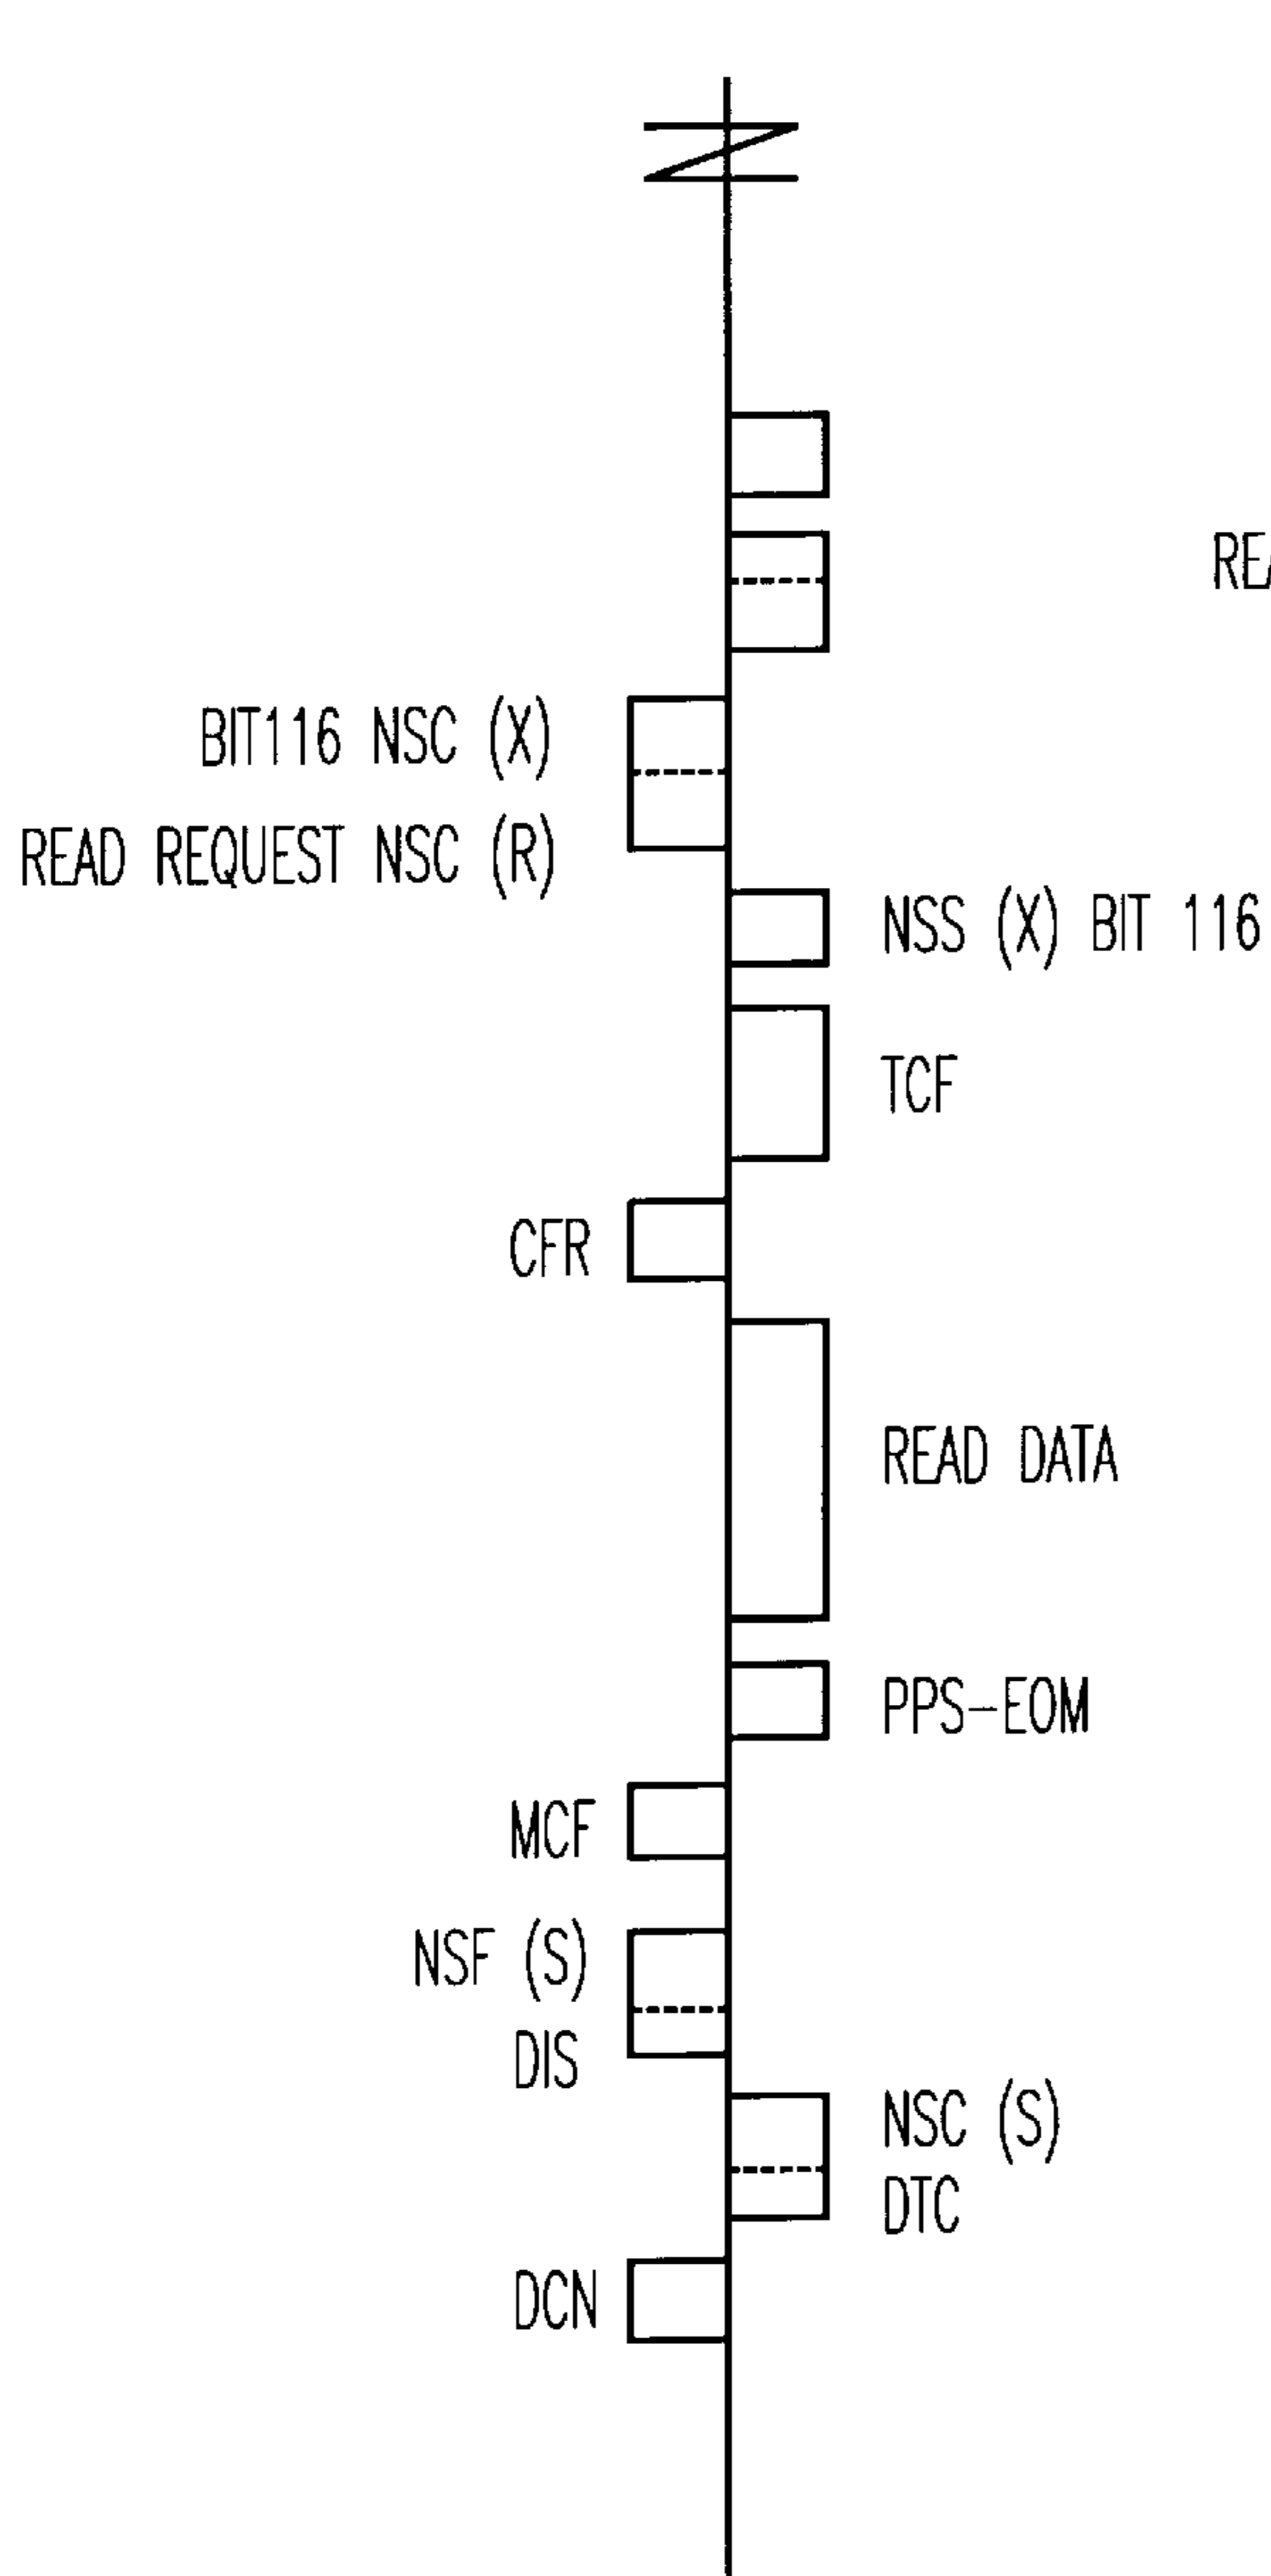 BIT116 NSC (X)
READ REQUEST NSC (R)
NSS (X) BIT 116
TCF
CFR
READ DATA
PPS-EOM
MCF
NSF (S)
DIS
NSC (S)
DTC
DCN